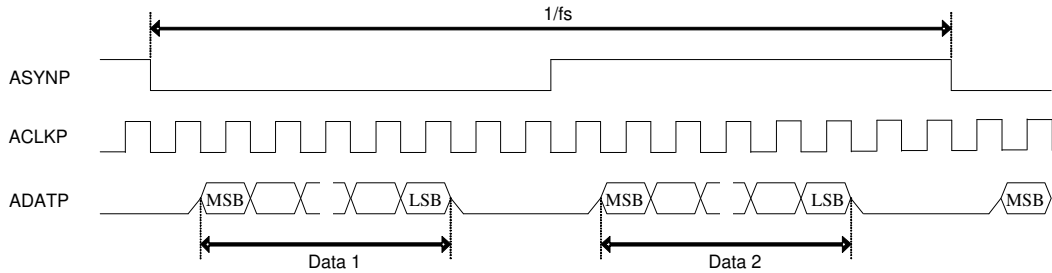 1/fs
ASYNP
ACLKP
ADATP MSB LSB MSB LSB MSB
Data 1 Data 2